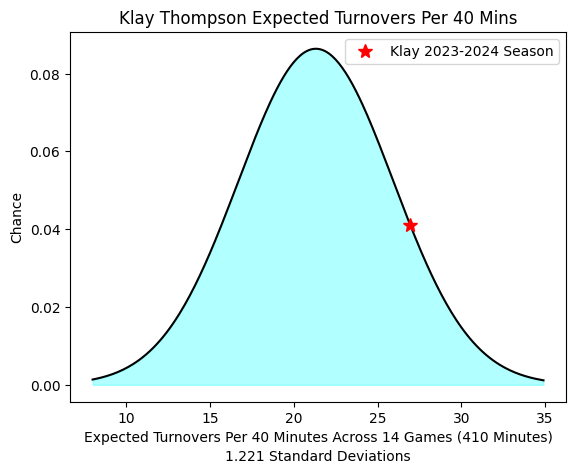 Klay Thompson Expected Turnovers Per 40 Mins
Klay 2023-2024 Season
0.08
0.06
0.04
0.02
0.00
Chance
10 15 20 25 30 35
Expected Turnovers Per 40 Minutes Across 14 Games (410 Minutes)
1.221 Standard Deviations